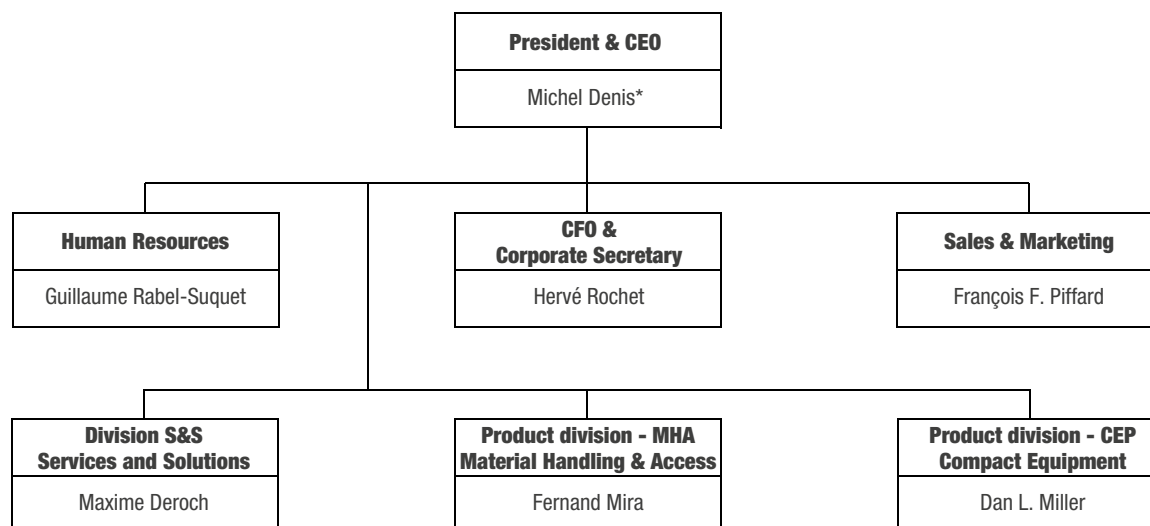 President & CEO
Michel Denis*
Human Resources
Guillaume Rabel-Suquet
CFO &
Corporate Secretary
Hervé Rochet
Sales & Marketing
François F. Piffard
Division S&S
Services and Solutions
Maxime Deroch
Product division - MHA
Material Handling & Access
Fernand Mira
Product division - CEP
Compact Equipment
Dan L. Miller